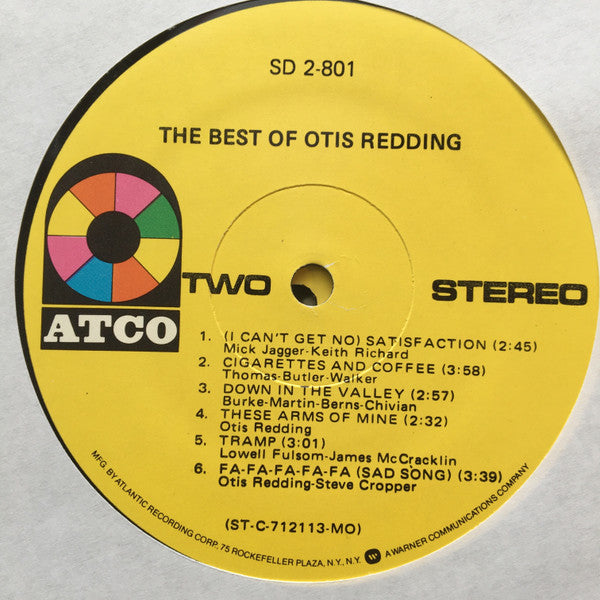 SD 2-801
THE BEST OF OTIS REDDING
ATCO
TWO
STEREO
1. (I CAN'T GET NO) SATISFACTION (2:45)
Mick Jagger-Keith Richard
2. CIGARETTES AND COFFEE (3:58)
Thomas-Butler-Walker
3. DOWN IN THE VALLEY (2:57)
Burke-Martin-Berns-Chivian
4. THESE ARMS OF MINE (2:32)
Otis Redding
5. TRAMP (3:01)
Lowell Fulsom-James McCracklin
6. FA-FA-FA-FA-FA (SAD SONG) (3:39)
Otis Redding-Steve Cropper
(ST-C-712113-MO)
MFG. BY ATLANTIC RECORDING CORP. 75 ROCKEFELLER PLAZA, N.Y., N.Y. W A WARNER COMMUNICATIONS COMPANY